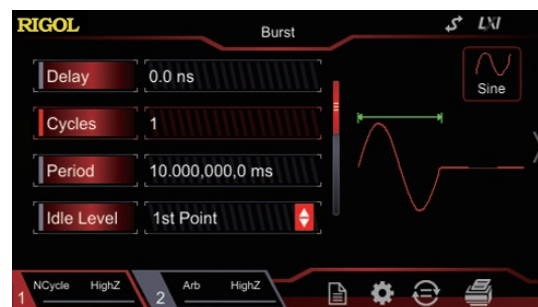 RIGOL
Burst
LXI
Delay 0.0 ns
Sine
Cycles 1
Period 10.000,000,0 ms
Idle Level 1st Point
1 NCycle HighZ
2 Arb HighZ